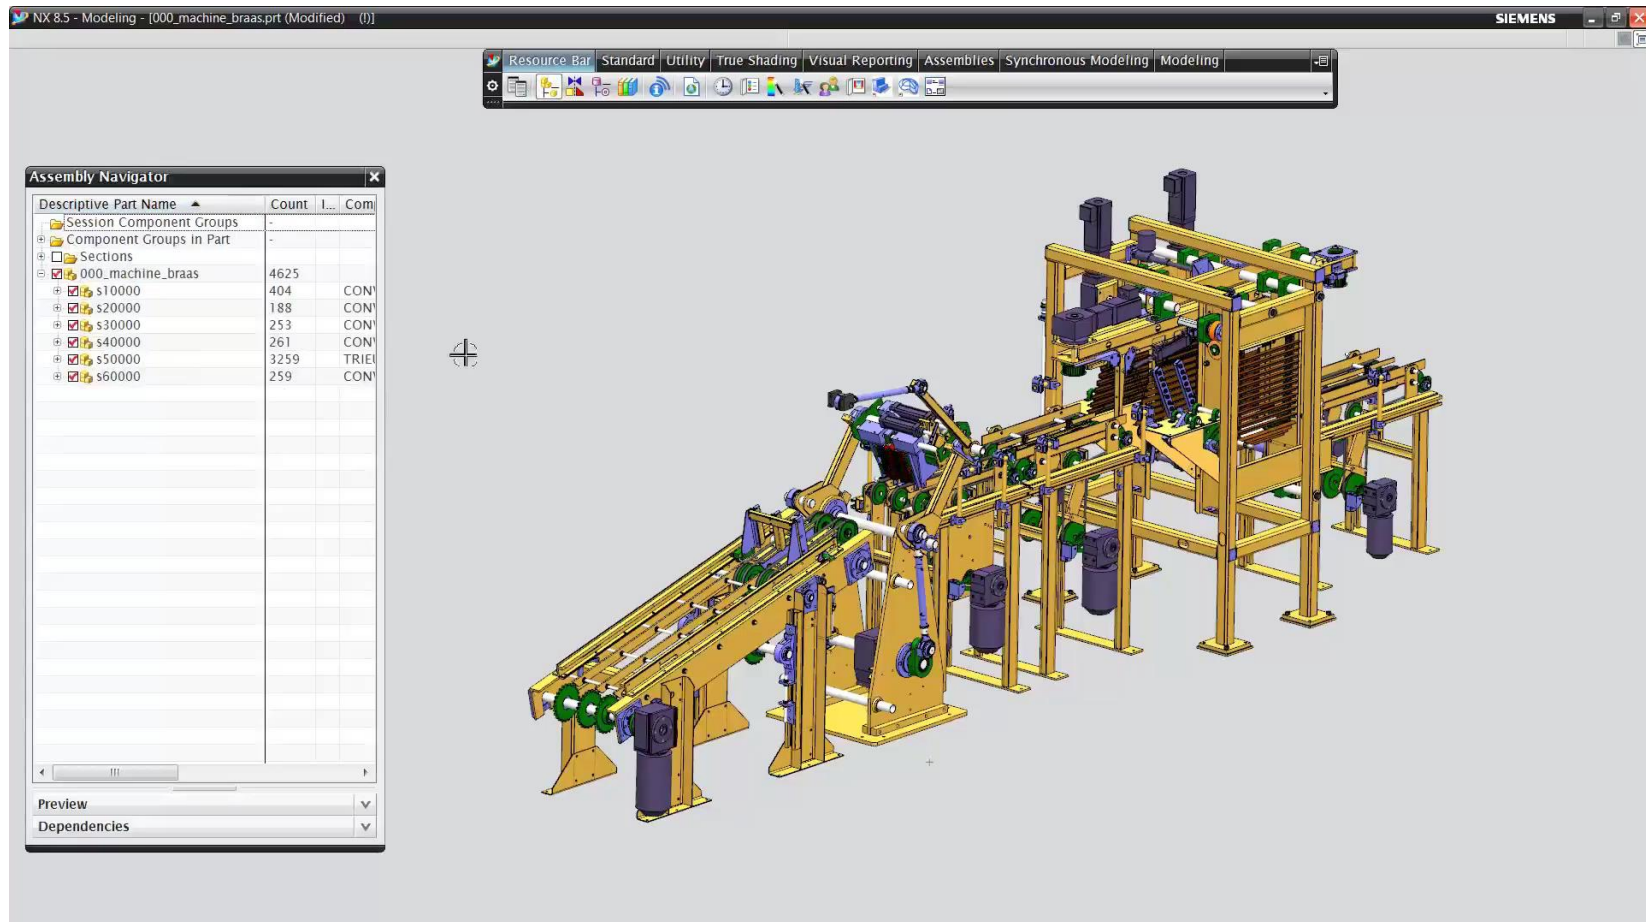 NX 8.5 - Modeling - [000_machine_braas.prt (Modified) (!)]
SIEMENS
Resource Bar Standard Utility True Shading Visual Reporting Assemblies Synchronous Modeling Modeling
Assembly Navigator
Descriptive Part Name Count I... Com
Session Component Groups -
Component Groups in Part -
Sections
000_machine_braas 4625
s10000 404 CON
s20000 188 CON
s30000 253 CON
s40000 261 CON
s50000 3259 TRIE
s60000 259 CON
Preview
Dependencies